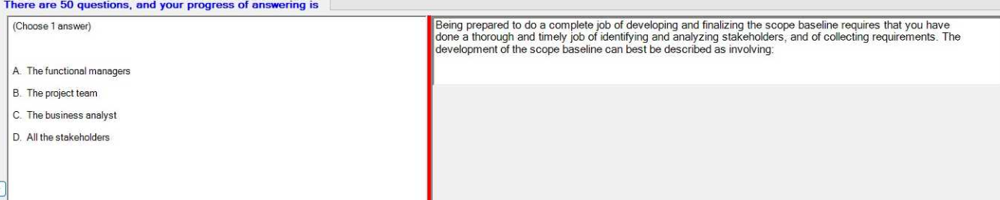 There are 50 questions, and your progress of answering is
(Choose 1 answer)
A. The functional managers
B. The project team
C. The business analyst
D. All the stakeholders
Being prepared to do a complete job of developing and finalizing the scope baseline requires that you have
done a thorough and timely job of identifying and analyzing stakeholders, and of collecting requirements. The
development of the scope baseline can best be described as involving: